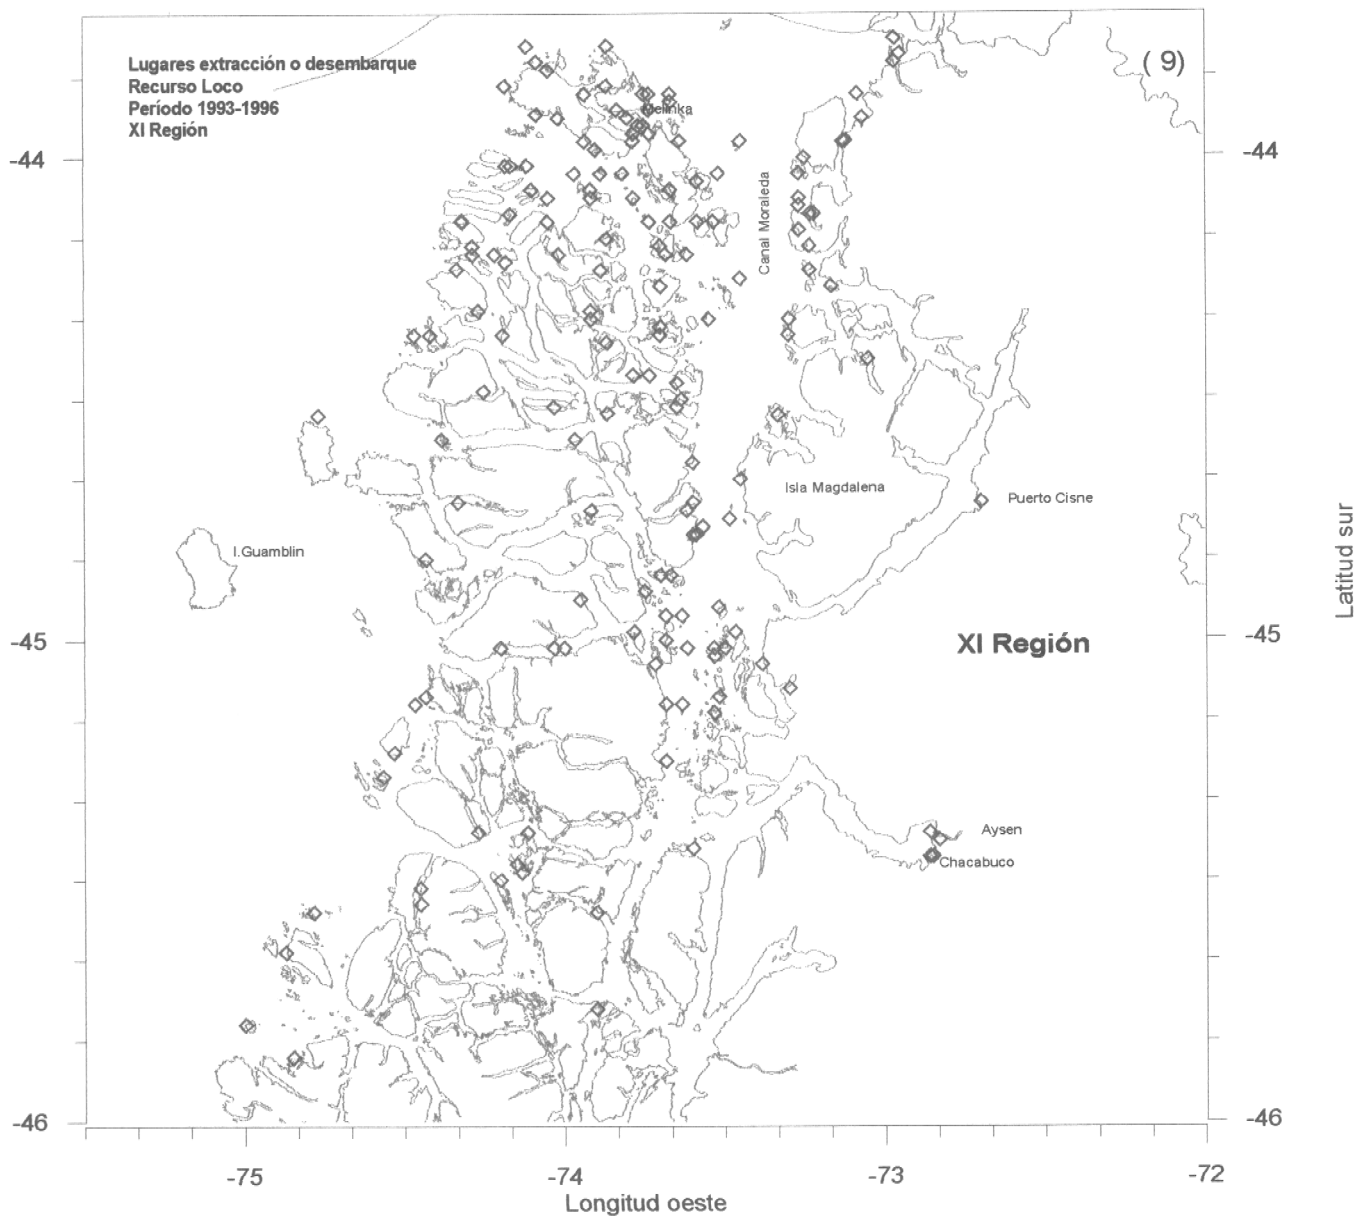 Lugares extracción o desembarque
Recurso Loco
Período 1993-1996
XI Región
( 9)
Melinka
-44
-44
Canal Moraleda
Isla Magdalena
Puerto Cisne
I.Guamblin
Latitud sur
-45
-45
XI Región
Aysen
Chacabuco
-46
-46
-75
-74
-73
-72
Longitud oeste